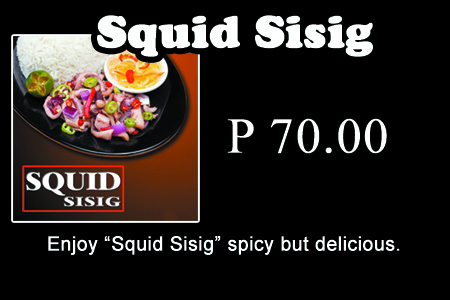 Squid Sisig
P 70.00
SQUID
SISIG
Enjoy “Squid Sisig” spicy but delicious.